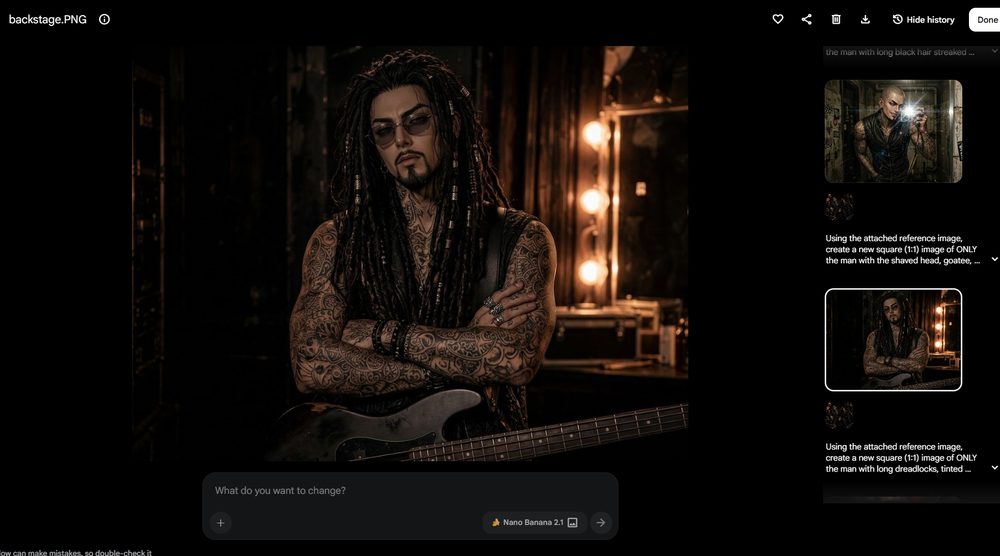 backstage.PNG
Hide history
Done
the man with long black hair streaked ...
Using the attached reference image,
create a new square (1:1) image of ONLY
the man with the shaved head, goatee, ...
Using the attached reference image,
create a new square (1:1) image of ONLY
the man with long dreadlocks, tinted ...
What do you want to change?
Nano Banana 2.1
can make mistakes, so double-check it